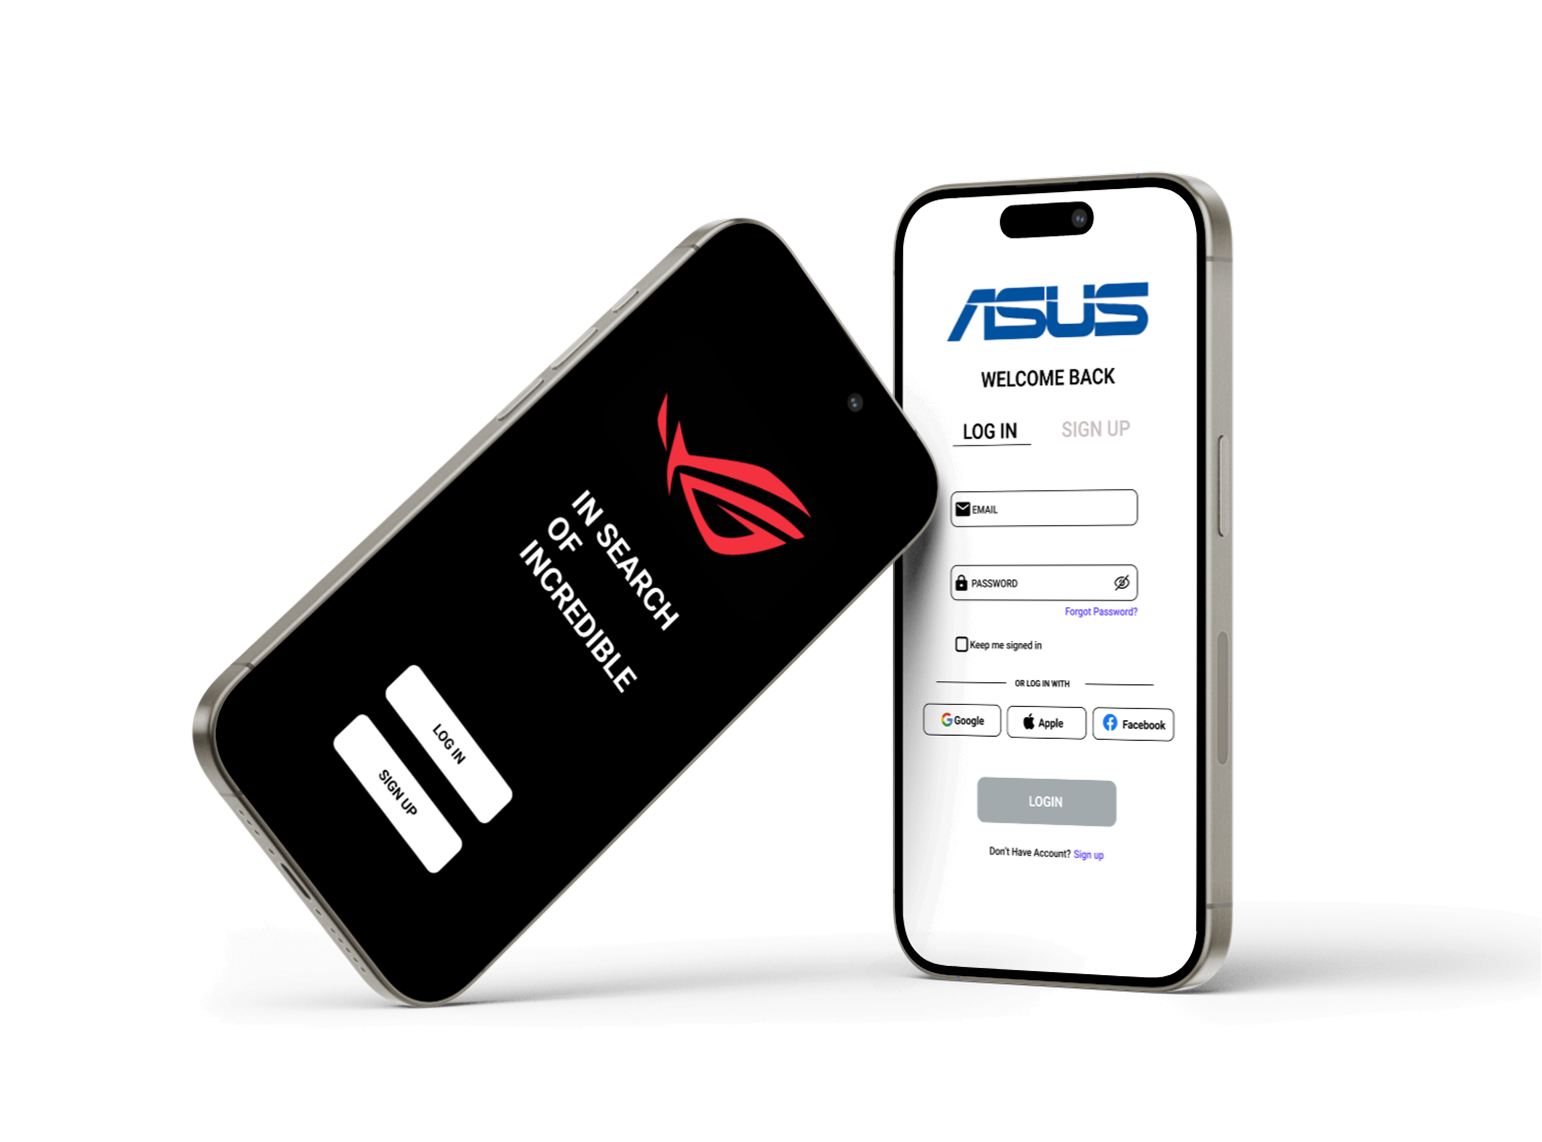 IN SEARCH
OF
INCREDIBLE
LOG IN
SIGN UP
ASUS
WELCOME BACK
LOG IN SIGN UP
EMAIL
PASSWORD
Forgot Password?
Keep me signed in
OR LOG IN WITH
Google Apple Facebook
LOGIN
Don't Have Account? Sign up